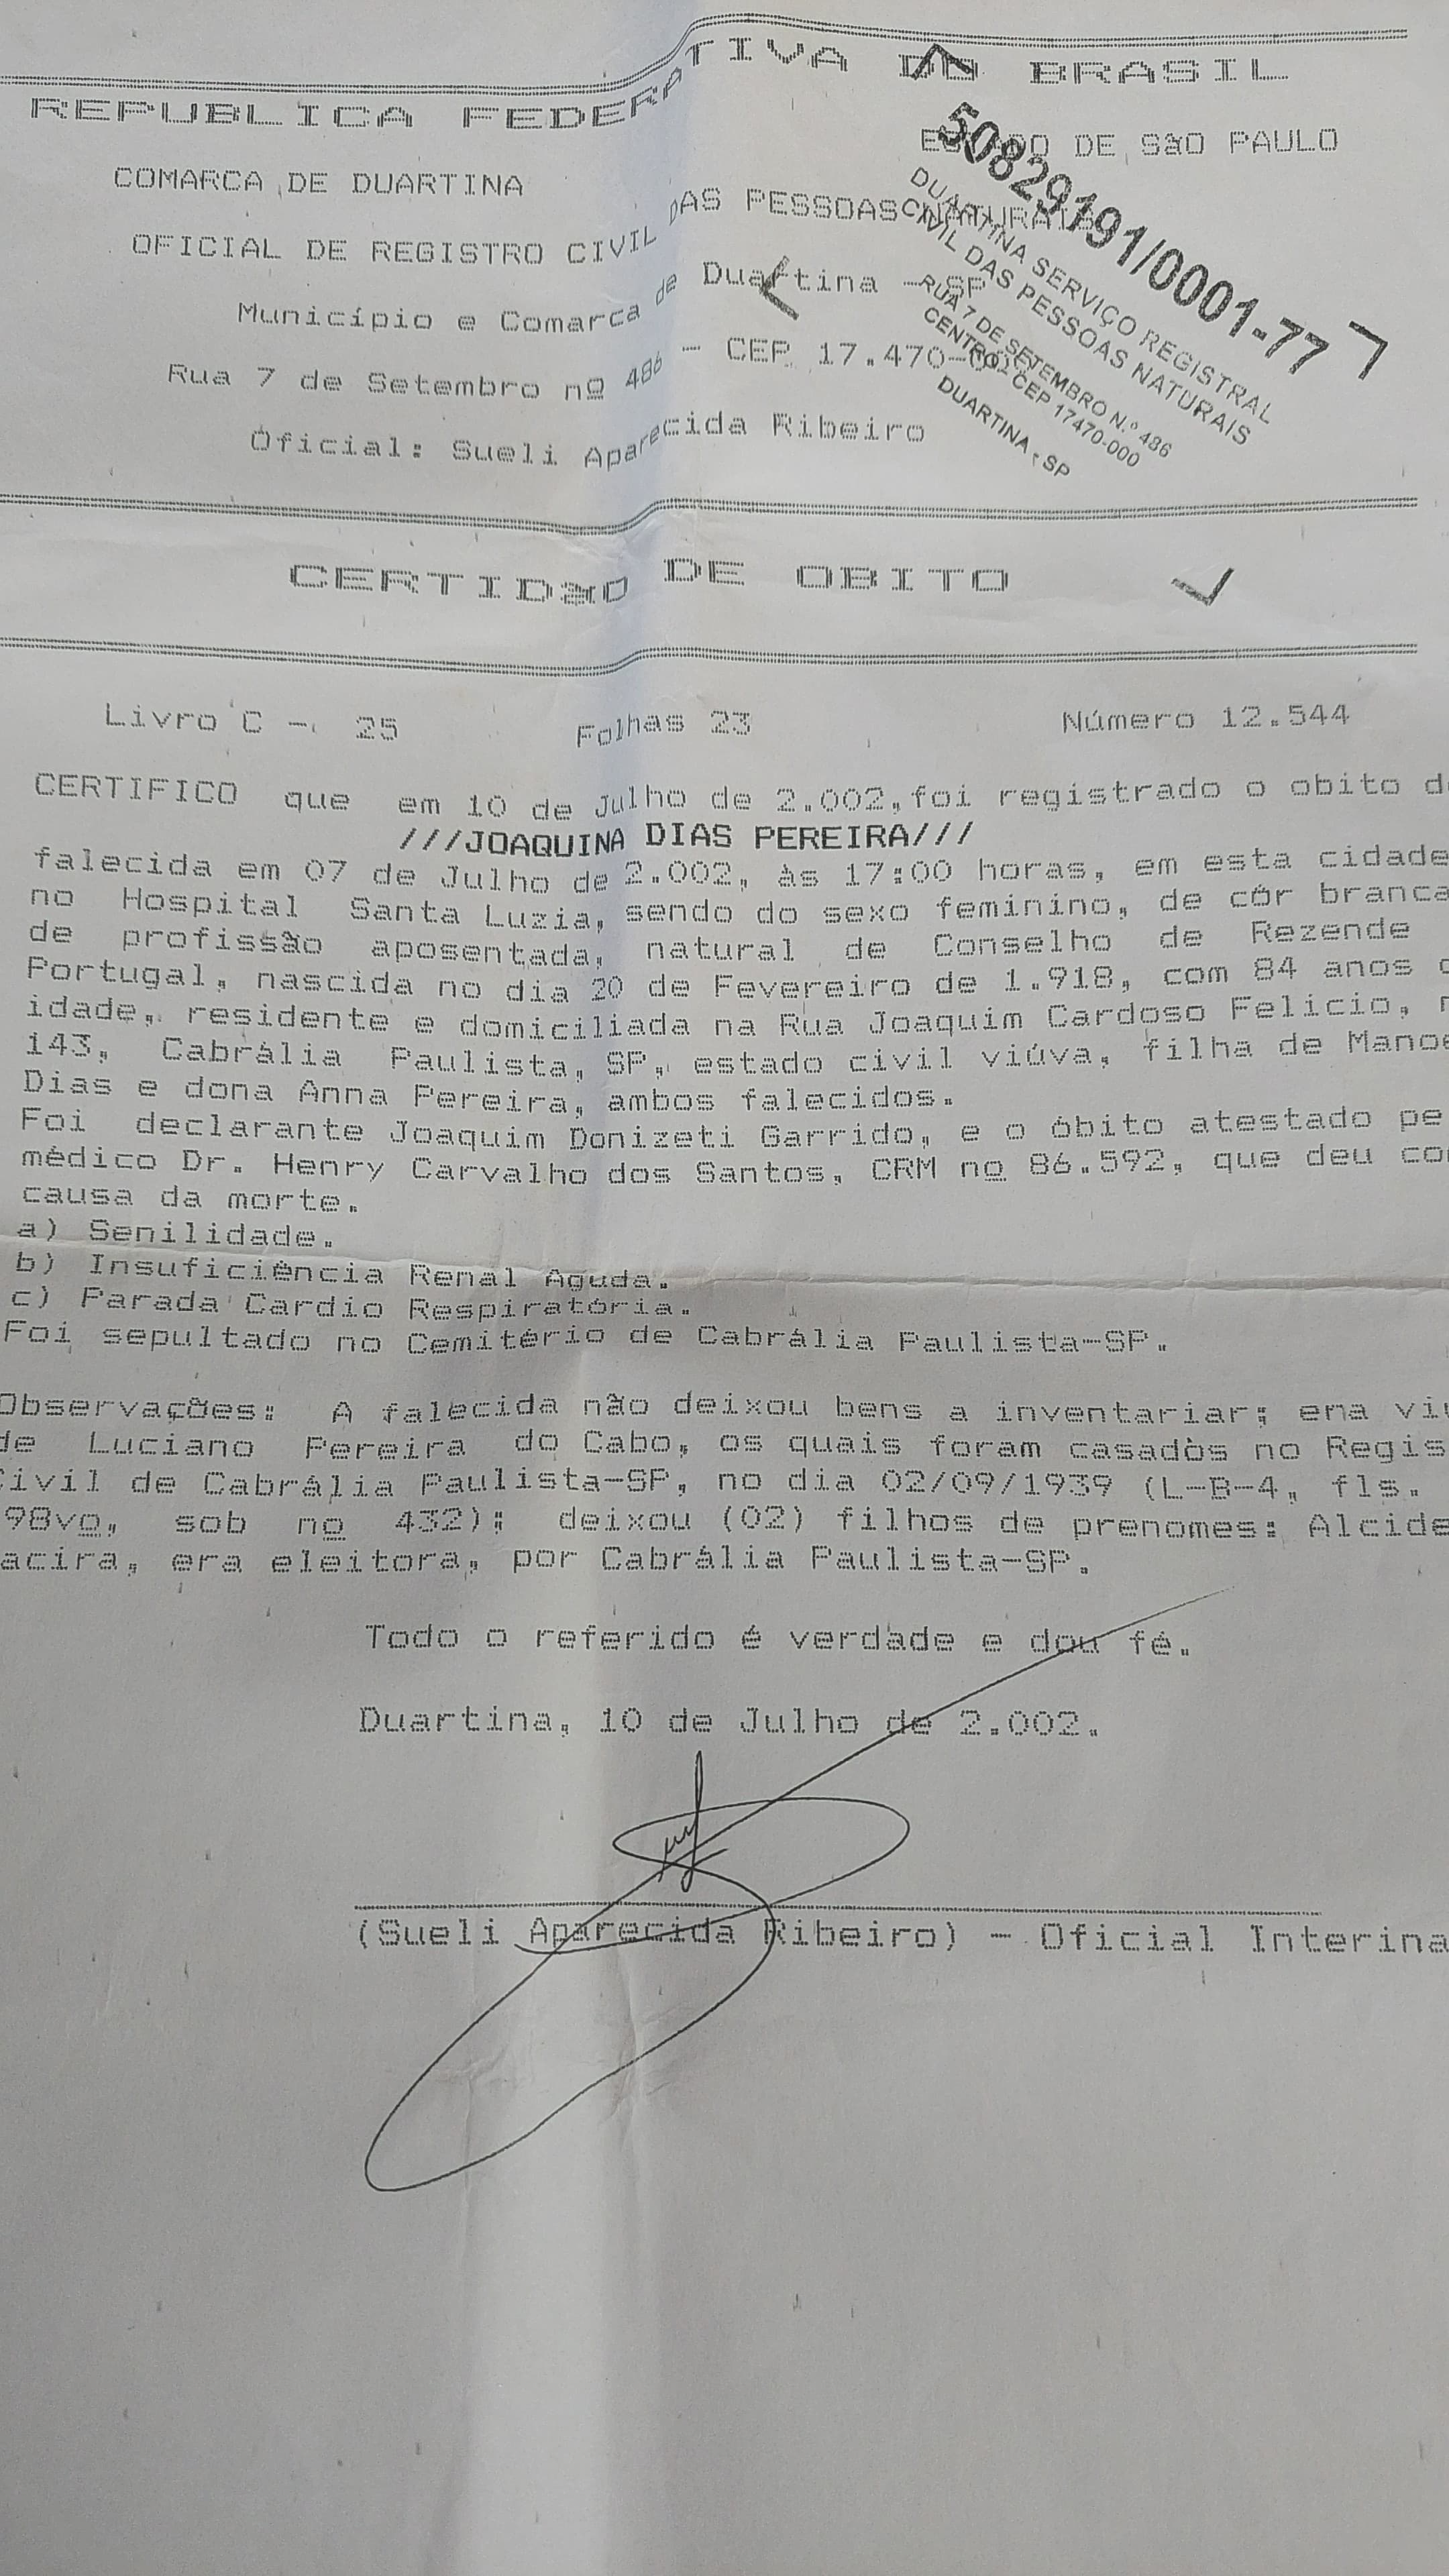 REPUBLICA FEDERATIVA DO BRASIL
ESTADO DE SãO PAULO
COMARCA DE DUARTINA
OFICIAL DE REGISTRO CIVIL DAS PESSOAS NATURAIS
Município e Comarca de Duartina - SP
Rua 7 de Setembro nº 486 - CEP 17.470-000
Oficial: Sueli Aparecida Ribeiro
50829191/0001-77
DUARTINA SERVIÇO REGISTRAL
CIVIL DAS PESSOAS NATURAIS
RUA 7 DE SETEMBRO N.º 486
CENTRO - CEP 17470-000
DUARTINA - SP
CERTIDãO DE OBITO
Livro C - 25 Folhas 23 Número 12.544
CERTIFICO que em 10 de Julho de 2.002, foi registrado o obito d
///JOAQUINA DIAS PEREIRA///
falecida em 07 de Julho de 2.002, às 17:00 horas, em esta cidade
no Hospital Santa Luzia, sendo do sexo feminino, de côr branca
de profissão aposentada, natural de Conselho de Rezende
Portugal, nascida no dia 20 de Fevereiro de 1.918, com 84 anos
idade, residente e domiciliada na Rua Joaquim Cardoso Felicio,
143, Cabrália Paulista, SP, estado civil viúva, filha de Manoe
Dias e dona Anna Pereira, ambos falecidos.
Foi declarante Joaquim Donizeti Garrido, e o óbito atestado pe
médico Dr. Henry Carvalho dos Santos, CRM nº 86.592, que deu co
causa da morte.
a) Senilidade.
b) Insuficiência Renal Aguda.
c) Parada Cardio Respiratória.
Foi sepultado no Cemitério de Cabrália Paulista-SP.
Observações: A falecida não deixou bens a inventariar; era viú
de Luciano Pereira do Cabo, os quais foram casados no Regis
Civil de Cabrália Paulista-SP, no dia 02/09/1939 (L-B-4, fls.
98vº, sob nº 432); deixou (02) filhos de prenomes: Alcide
acira, era eleitora, por Cabrália Paulista-SP.
Todo o referido é verdade e dou fé.
Duartina, 10 de Julho de 2.002.
(Sueli Aparecida Ribeiro) - Oficial Interina